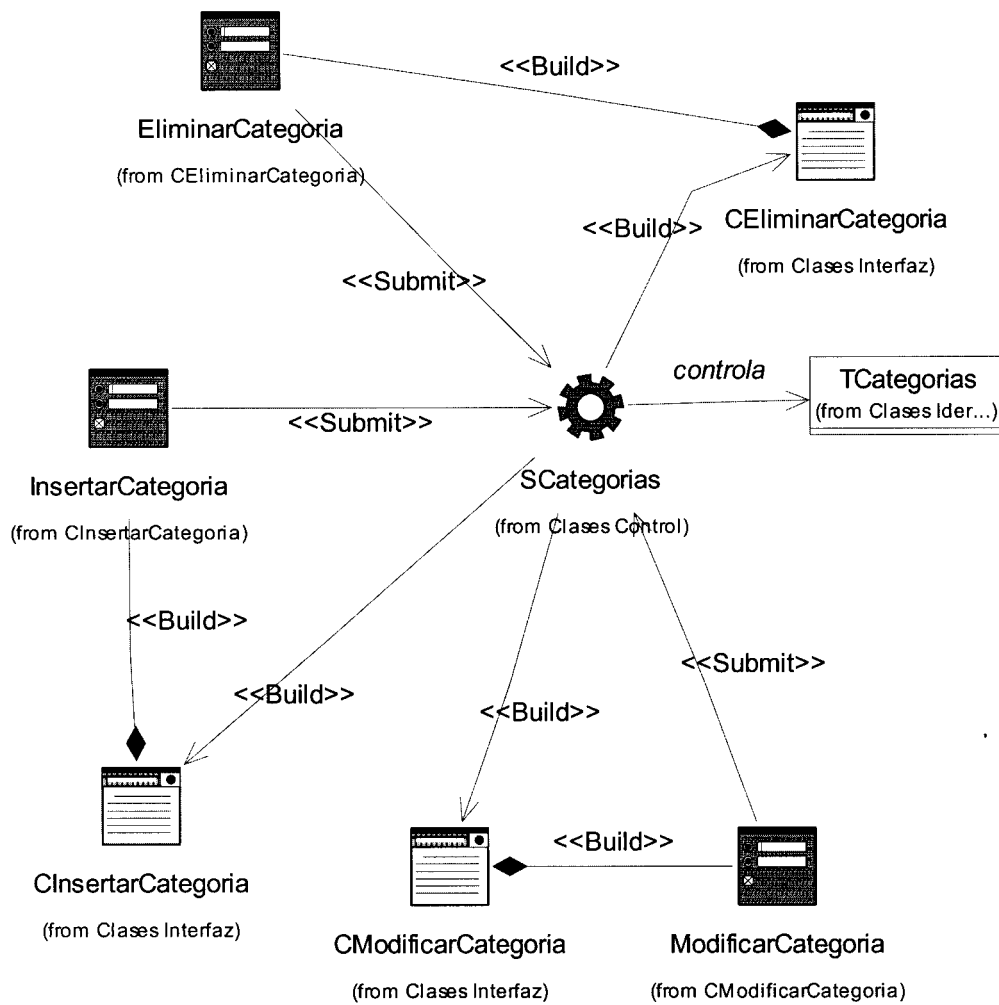 <<Build>>
EliminarCategoria
(from CEliminarCategoria)
<<Build>>
CEliminarCategoria
(from Clases Interfaz)
<<Submit>>
controla
TCategorias
(from Clases Ider...)
<<Submit>>
InsertarCategoria
(from CInsertarCategoria)
SCategorias
(from Clases Control)
<<Build>>
<<Build>>
<<Build>>
<<Submit>>
CInsertarCategoria
(from Clases Interfaz)
<<Build>>
CModificarCategoria
(from Clases Interfaz)
ModificarCategoria
(from CModificarCategoria)